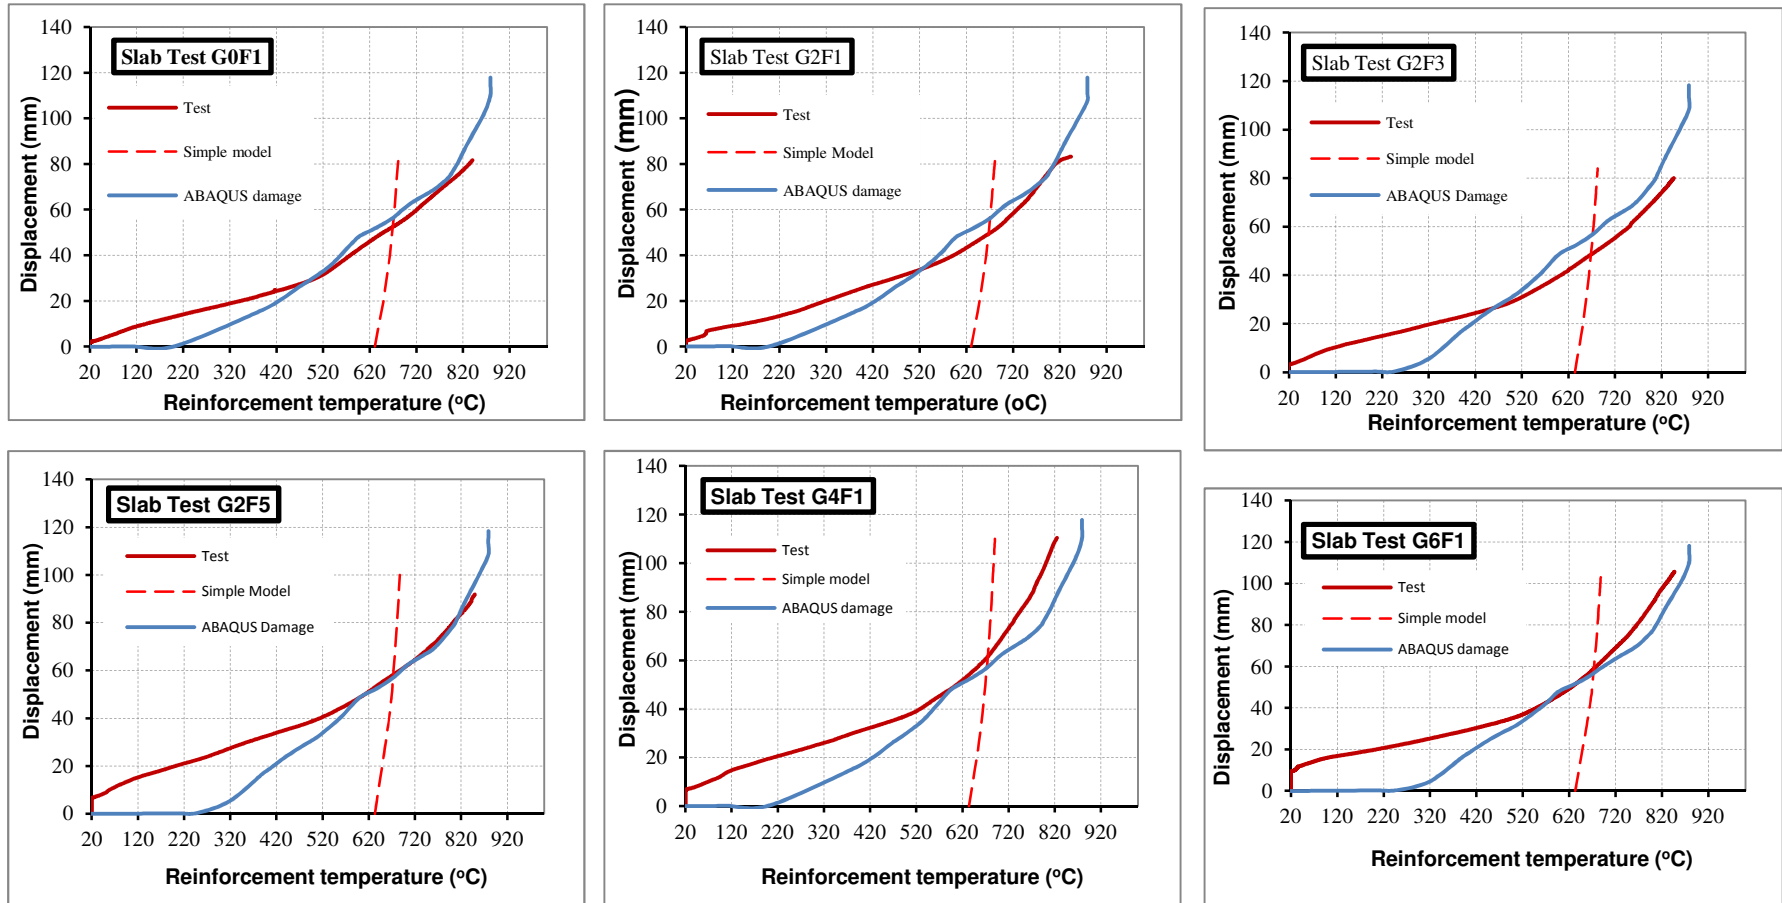 Slab Test G0F1
Displacement (mm)
140
120
100
80
60
40
20
0
Test
Simple model
ABAQUS damage
20 120 220 320 420 520 620 720 820 920
Reinforcement temperature (ºC)
Slab Test G2F1
Displacement (mm)
140
120
100
80
60
40
20
0
Test
Simple Model
ABAQUS damage
20 120 220 320 420 520 620 720 820 920
Reinforcement temperature (oC)
Slab Test G2F3
Displacement (mm)
140
120
100
80
60
40
20
0
Test
Simple model
ABAQUS Damage
20 120 220 320 420 520 620 720 820 920
Reinforcement temperature (ºC)
Slab Test G2F5
Displacement (mm)
140
120
100
80
60
40
20
0
Test
Simple Model
ABAQUS Damage
20 120 220 320 420 520 620 720 820 920
Reinforcement temperature (ºC)
Slab Test G4F1
Displacement (mm)
140
120
100
80
60
40
20
0
Test
Simple model
ABAQUS damage
20 120 220 320 420 520 620 720 820 920
Reinforcement temperature (ºC)
Slab Test G6F1
Displacement (mm)
140
120
100
80
60
40
20
0
Test
Simple model
ABAQUS damage
20 120 220 320 420 520 620 720 820 920
Reinforcement temperature (ºC)